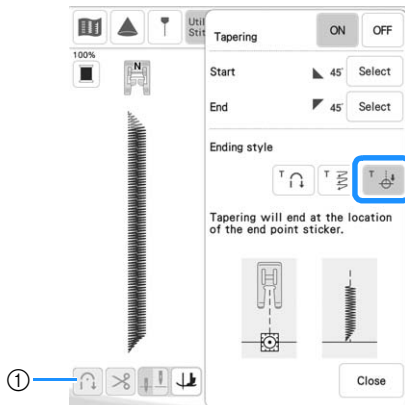 Util
Stit
Tapering
ON
OFF
100%
N
Start
45°
Select
End
45°
Select
Ending style
T
T
T
Tapering will end at the location
of the end point sticker.
①
Close